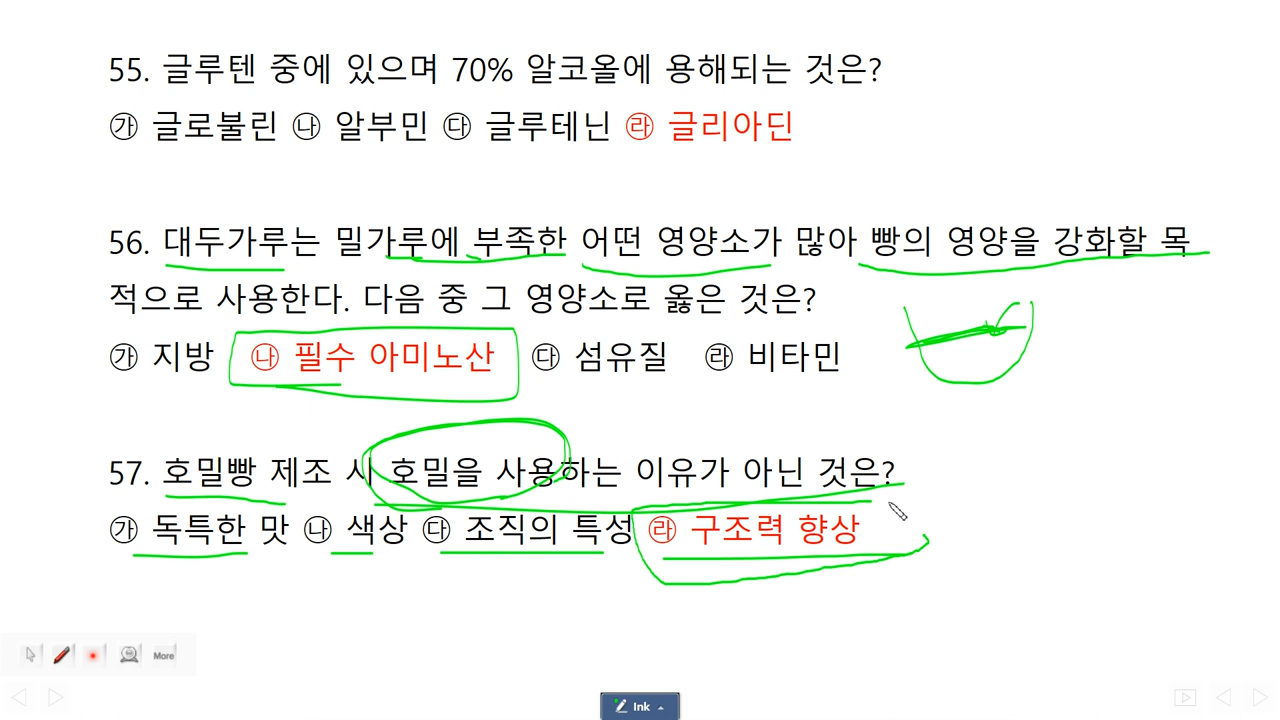 55. 글루텐 중에 있으며 70% 알코올에 용해되는 것은?
㉮ 글로불린 ㉯ 알부민 ㉰ 글루테닌 ㉱ 글리아딘
56. 대두가루는 밀가루에 부족한 어떤 영양소가 많아 빵의 영양을 강화할 목
적으로 사용한다. 다음 중 그 영양소로 옳은 것은?
㉮ 지방 ㉯ 필수 아미노산 ㉰ 섬유질 ㉱ 비타민
57. 호밀빵 제조 시 호밀을 사용하는 이유가 아닌 것은?
㉮ 독특한 맛 ㉯ 색상 ㉰ 조직의 특성 ㉱ 구조력 향상
More
Ink